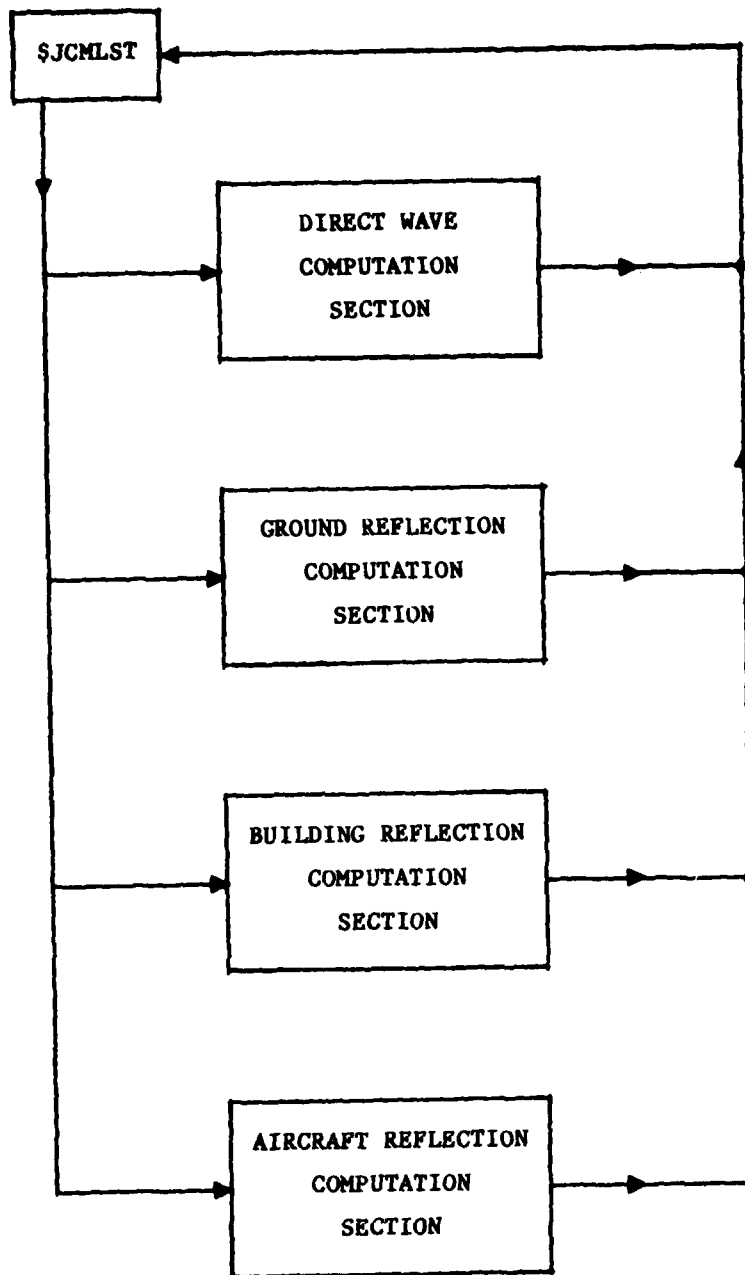 $JCMLST
DIRECT WAVE
COMPUTATION
SECTION
GROUND REFLECTION
COMPUTATION
SECTION
BUILDING REFLECTION
COMPUTATION
SECTION
AIRCRAFT REFLECTION
COMPUTATION
SECTION